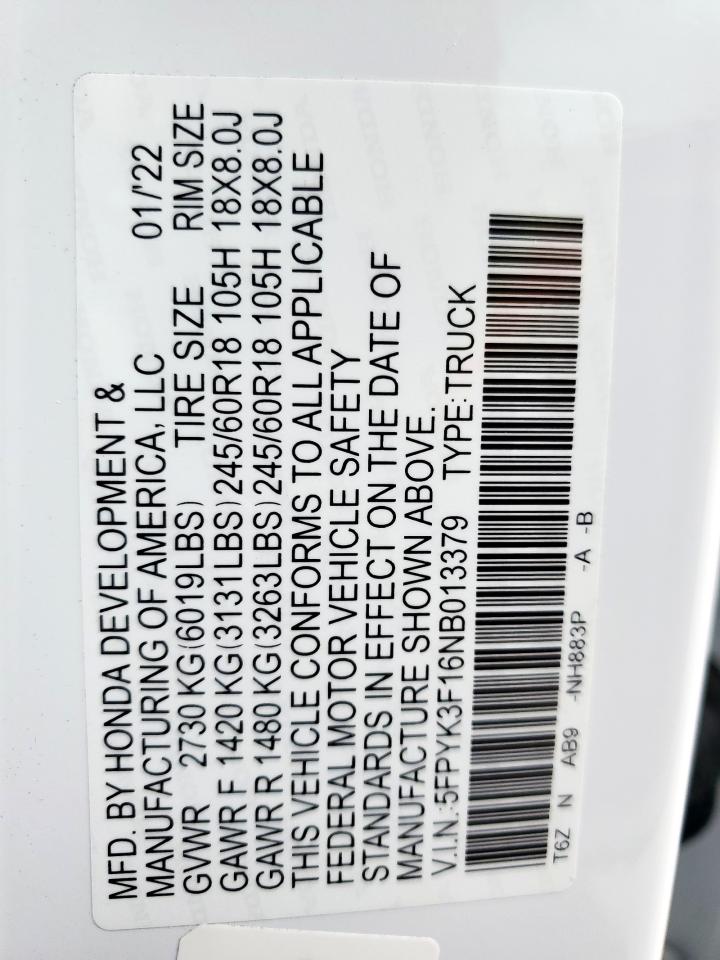 MFD. BY HONDA DEVELOPMENT &
MANUFACTURING OF AMERICA, LLC 01/'22
GVWR 2730 KG(6019LBS) TIRE SIZE RIM SIZE
GAWR F 1420 KG(3131LBS) 245/60R18 105H 18X8.0J
GAWR R 1480 KG(3263LBS) 245/60R18 105H 18X8.0J
THIS VEHICLE CONFORMS TO ALL APPLICABLE
FEDERAL MOTOR VEHICLE SAFETY
STANDARDS IN EFFECT ON THE DATE OF
MANUFACTURE SHOWN ABOVE.
V.I.N.:5FPYK3F16NB013379 TYPE:TRUCK
T6Z N AB9 -NH883P -A -B